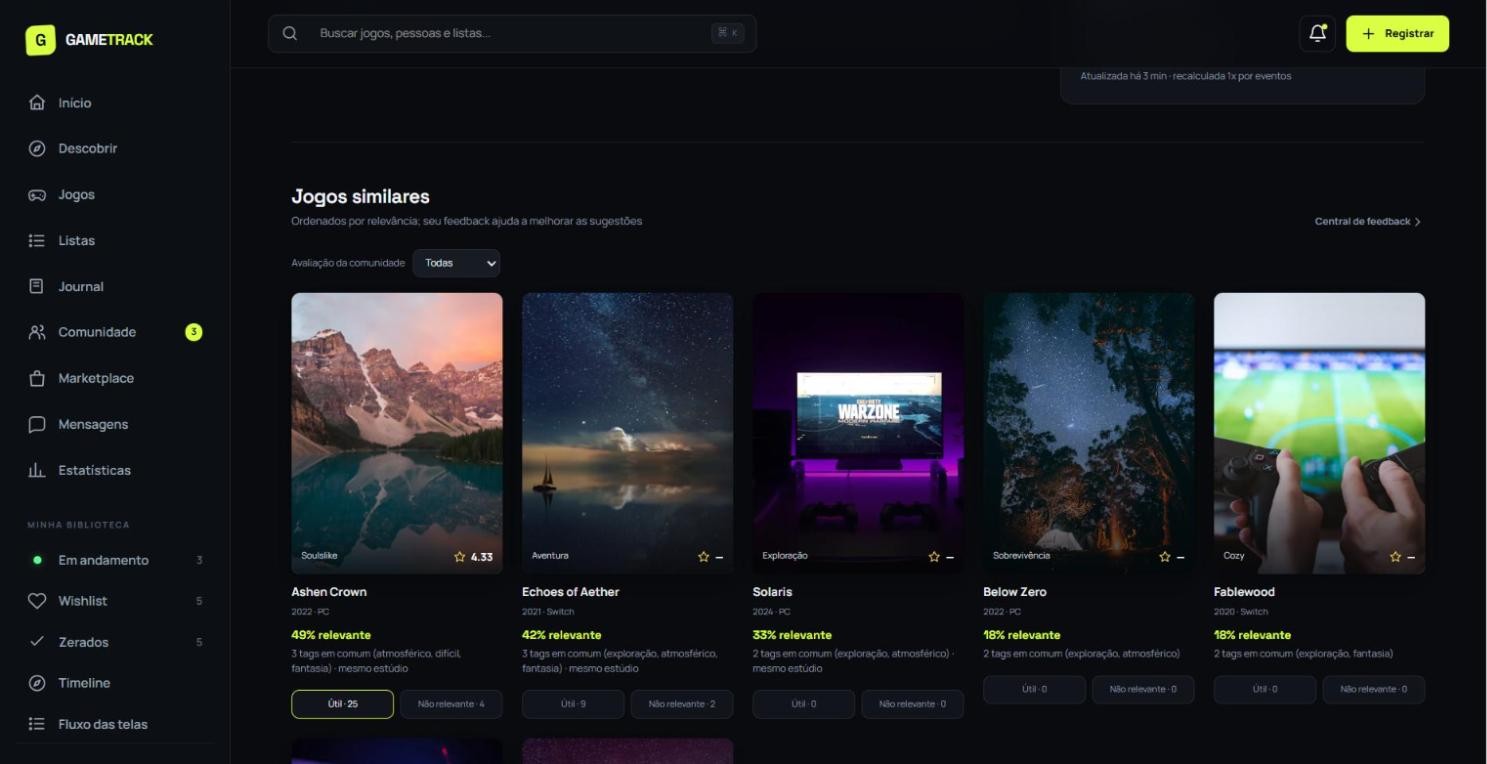 G GAMETRACK
Buscar jogos, pessoas e listas...
⌘ K
Registrar
Início
Descobrir
Jogos
Listas
Journal
Comunidade 3
Marketplace
Mensagens
Estatísticas
MINHA BIBLIOTECA
Em andamento 3
Wishlist 5
Zerados 5
Timeline
Fluxo das telas
Atualizada há 3 min · recalculada 1x por eventos
Jogos similares
Ordenados por relevância; seu feedback ajuda a melhorar as sugestões
Central de feedback
Avaliação da comunidade Todas
Soulslike 4.33
Ashen Crown
2022 · PC
49% relevante
3 tags em comum (atmosférico, difícil,
fantasia) · mesmo estúdio
Útil · 25 Não relevante · 4
Aventura –
Echoes of Aether
2021 · Switch
42% relevante
3 tags em comum (exploração, atmosférico,
fantasia) · mesmo estúdio
Útil · 9 Não relevante · 2
WARZONE
Exploração –
Solaris
2024 · PC
33% relevante
2 tags em comum (exploração, atmosférico) ·
mesmo estúdio
Útil · 0 Não relevante · 0
Sobrevivência –
Below Zero
2022 · PC
18% relevante
2 tags em comum (exploração, atmosférico)
Útil · 0 Não relevante · 0
Cozy –
Fablewood
2020 · Switch
18% relevante
2 tags em comum (exploração, fantasia)
Útil · 0 Não relevante · 0